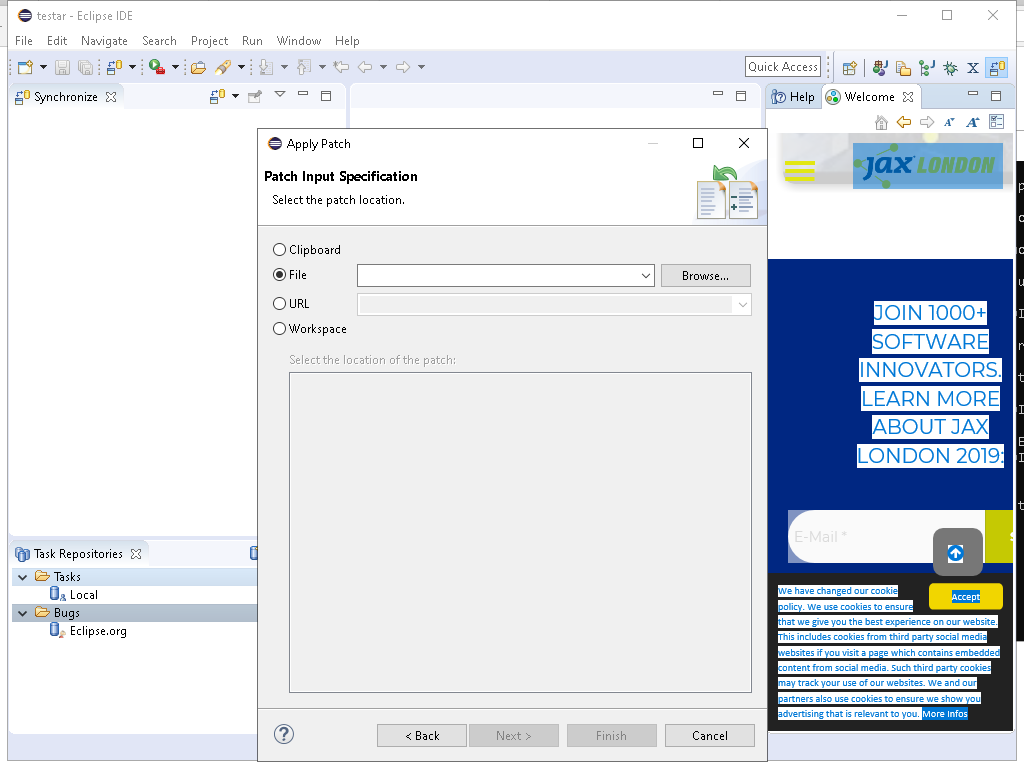 testar - Eclipse IDE
File Edit Navigate Search Project Run Window Help
Quick Access
Synchronize
Help
Welcome
Apply Patch
Patch Input Specification
Select the patch location.
Clipboard
File
Browse...
URL
Workspace
Select the location of the patch:
< Back
Next >
Finish
Cancel
Task Repositories
Tasks
Local
Bugs
Eclipse.org
JAX LONDON
JOIN 1000+
SOFTWARE
INNOVATORS.
LEARN MORE
ABOUT JAX
LONDON 2019:
E-Mail *
We have changed our cookie
policy. We use cookies to ensure
that we give you the best experience on our website.
This includes cookies from third party social media
websites if you visit a page which contains embedded
content from social media. Such third party cookies
may track your use of our websites. We and our
partners also use cookies to ensure we show you
advertising that is relevant to you. More Infos
Accept